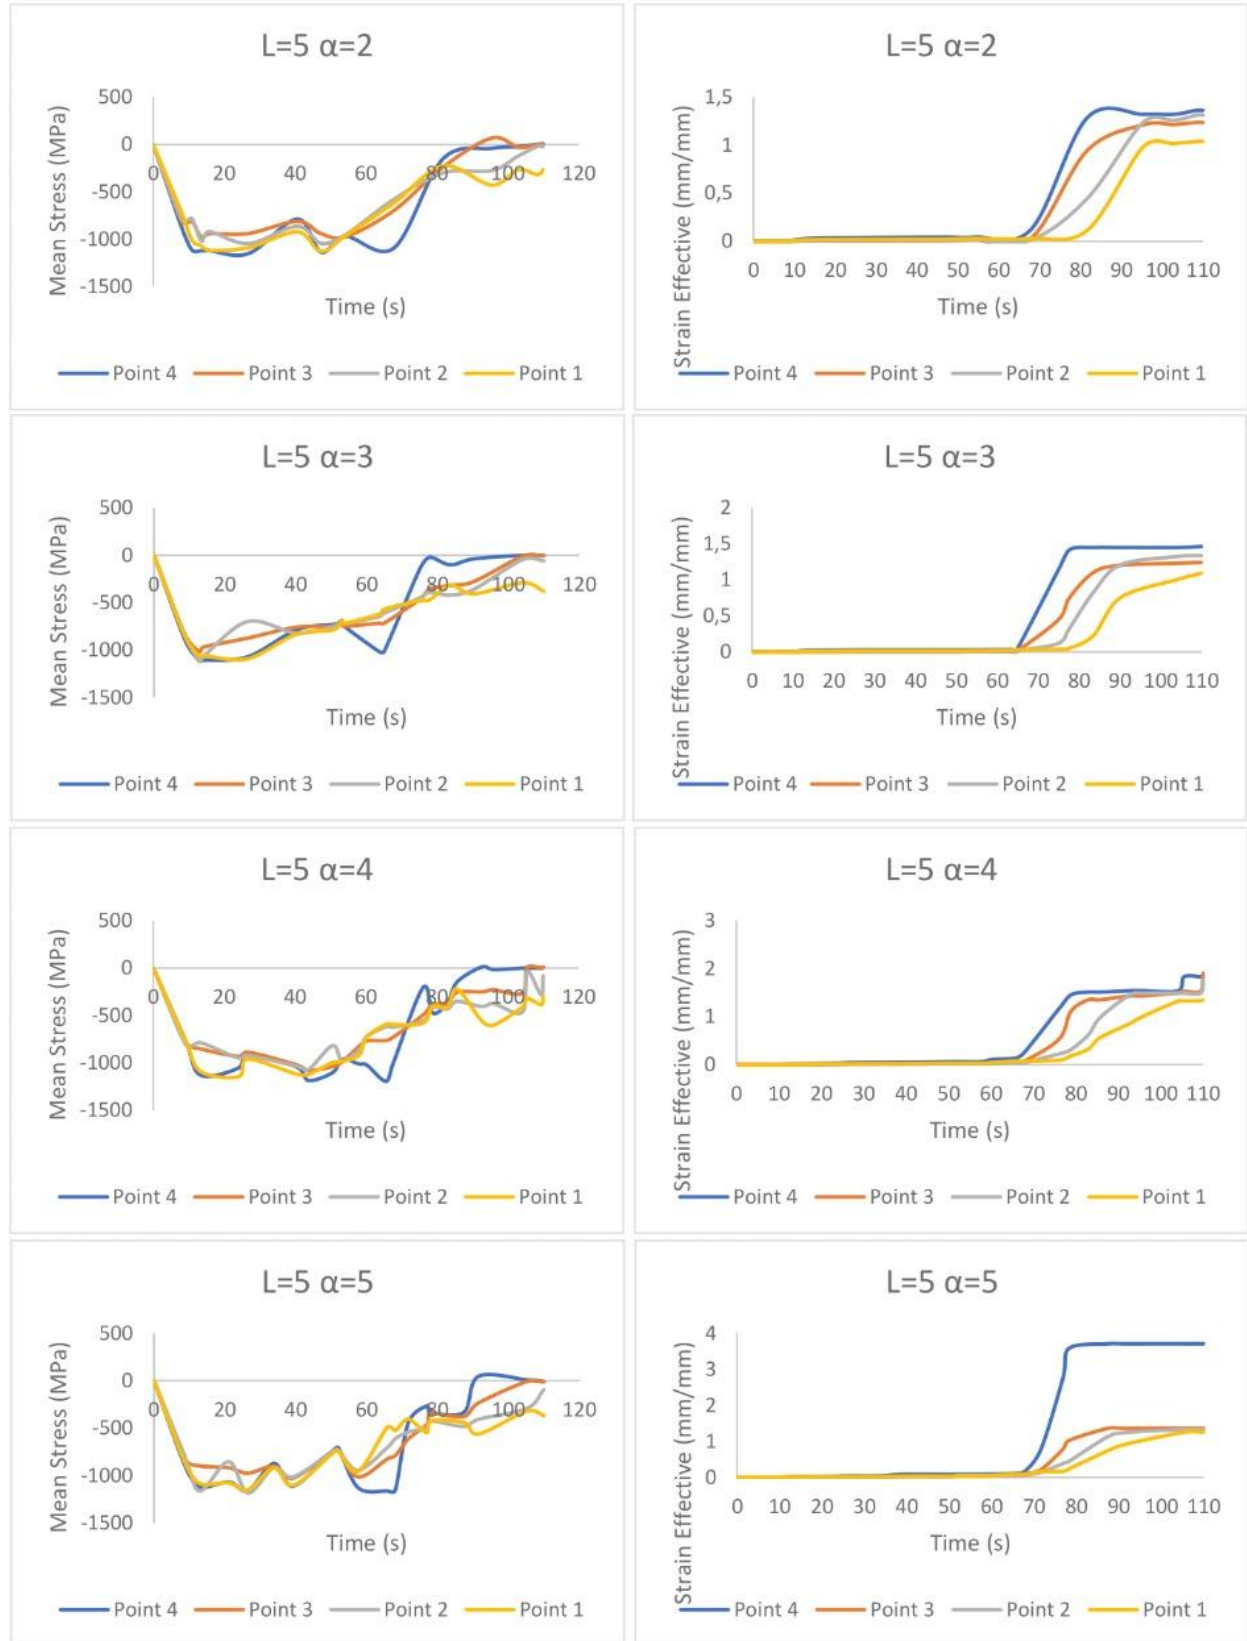 L=5 α=2
Mean Stress (MPa)
500
0
-500
-1000
-1500
0 20 40 60 80 100 120
Time (s)
Point 4 Point 3 Point 2 Point 1
L=5 α=2
Strain Effective (mm/mm)
1,5
1
0,5
0
0 10 20 30 40 50 60 70 80 90 100 110
Time (s)
Point 4 Point 3 Point 2 Point 1
L=5 α=3
Mean Stress (MPa)
500
0
-500
-1000
-1500
0 20 40 60 80 100 120
Time (s)
Point 4 Point 3 Point 2 Point 1
L=5 α=3
Strain Effective (mm/mm)
2
1,5
1
0,5
0
0 10 20 30 40 50 60 70 80 90 100 110
Time (s)
Point 4 Point 3 Point 2 Point 1
L=5 α=4
Mean Stress (MPa)
500
0
-500
-1000
-1500
0 20 40 60 80 100 120
Time (s)
Point 4 Point 3 Point 2 Point 1
L=5 α=4
Strain Effective (mm/mm)
3
2
1
0
0 10 20 30 40 50 60 70 80 90 100 110
Time (s)
Point 4 Point 3 Point 2 Point 1
L=5 α=5
Mean Stress (MPa)
500
0
-500
-1000
-1500
0 20 40 60 80 100 120
Time (s)
Point 4 Point 3 Point 2 Point 1
L=5 α=5
Strain Effective (mm/mm)
4
3
2
1
0
0 10 20 30 40 50 60 70 80 90 100 110
Time (s)
Point 4 Point 3 Point 2 Point 1